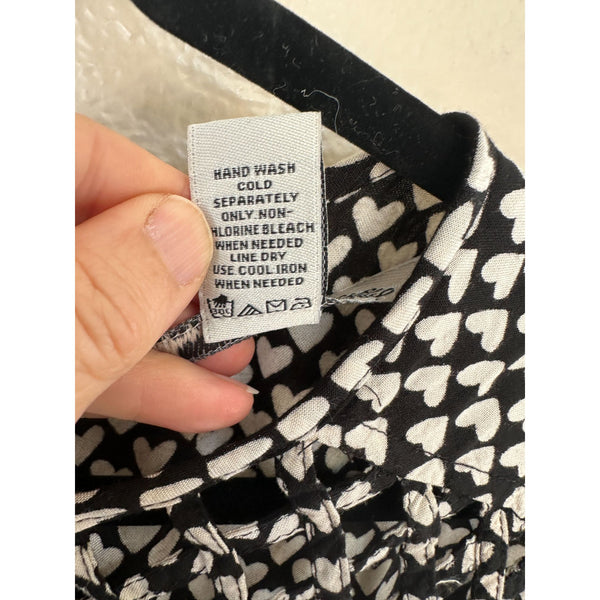 HAND WASH
COLD
SEPARATELY
ONLY NON-
CHLORINE BLEACH
WHEN NEEDED
LINE DRY
USE COOL IRON
WHEN NEEDED